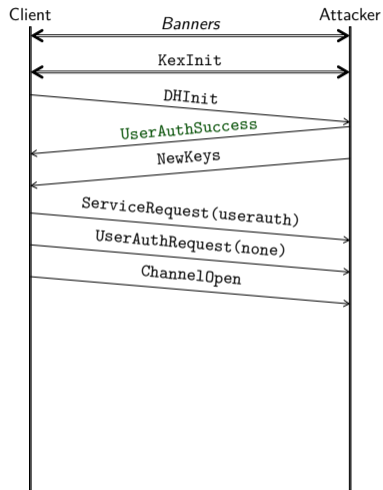 Client Attacker
Banners
KexInit
DHInit
UserAuthSuccess
NewKeys
ServiceRequest(userauth)
UserAuthRequest(none)
ChannelOpen